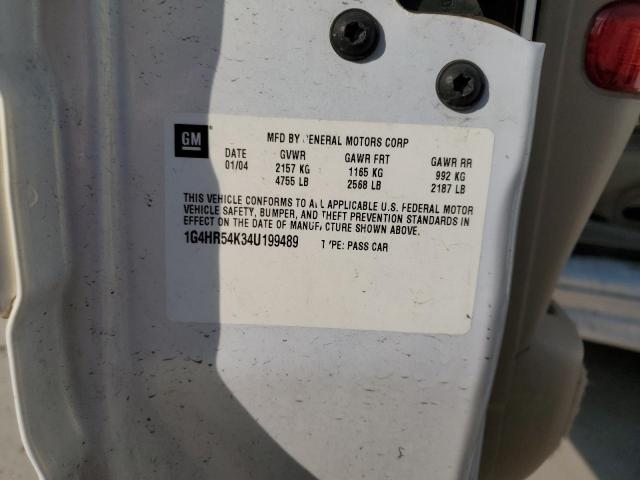 GM
MFD BY GENERAL MOTORS CORP
DATE GVWR GAWR FRT GAWR RR
01/04 2157 KG 1165 KG 992 KG
4755 LB 2568 LB 2187 LB
THIS VEHICLE CONFORMS TO ALL APPLICABLE U.S. FEDERAL MOTOR
VEHICLE SAFETY, BUMPER, AND THEFT PREVENTION STANDARDS IN
EFFECT ON THE DATE OF MANUFACTURE SHOWN ABOVE.
1G4HR54K34U199489 TYPE: PASS CAR